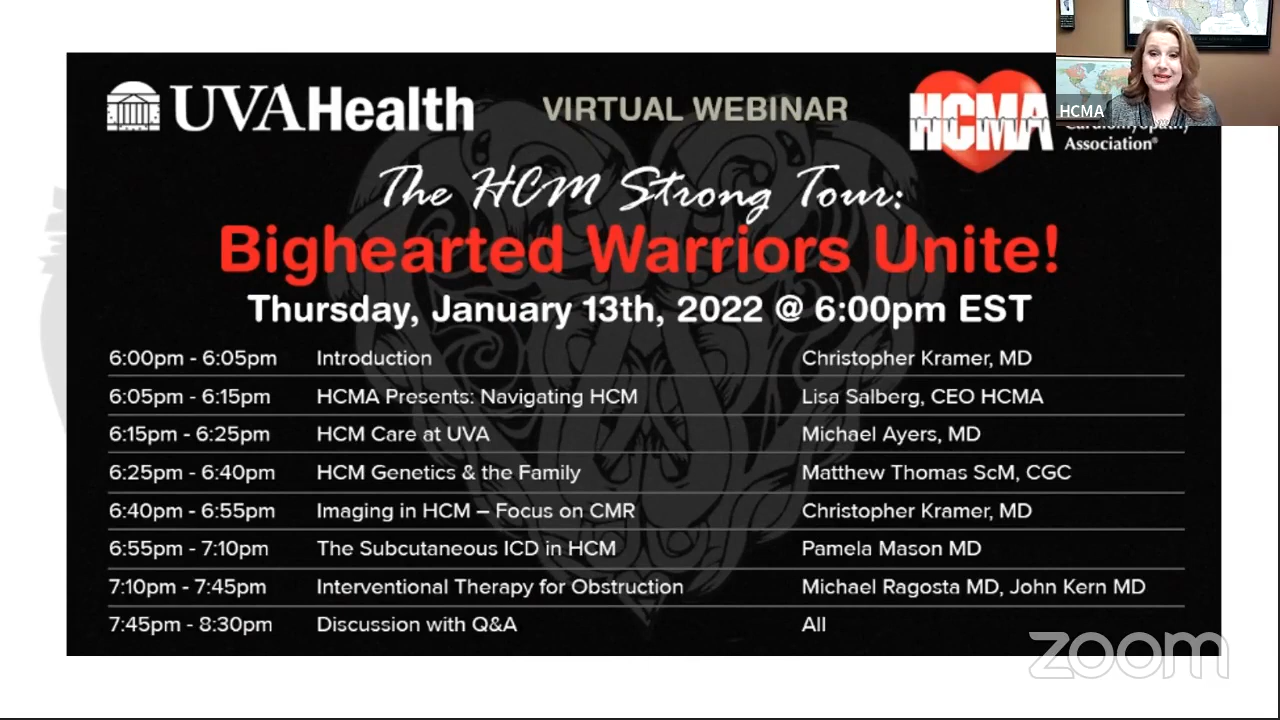 UVAHealth
VIRTUAL WEBINAR
HCMA
HCMA
Cardiomyopathy
Association®
The HCM Strong Tour:
Bighearted Warriors Unite!
Thursday, January 13th, 2022 @ 6:00pm EST
6:00pm - 6:05pm Introduction Christopher Kramer, MD
6:05pm - 6:15pm HCMA Presents: Navigating HCM Lisa Salberg, CEO HCMA
6:15pm - 6:25pm HCM Care at UVA Michael Ayers, MD
6:25pm - 6:40pm HCM Genetics & the Family Matthew Thomas ScM, CGC
6:40pm - 6:55pm Imaging in HCM – Focus on CMR Christopher Kramer, MD
6:55pm - 7:10pm The Subcutaneous ICD in HCM Pamela Mason MD
7:10pm - 7:45pm Interventional Therapy for Obstruction Michael Ragosta MD, John Kern MD
7:45pm - 8:30pm Discussion with Q&A All
zoom